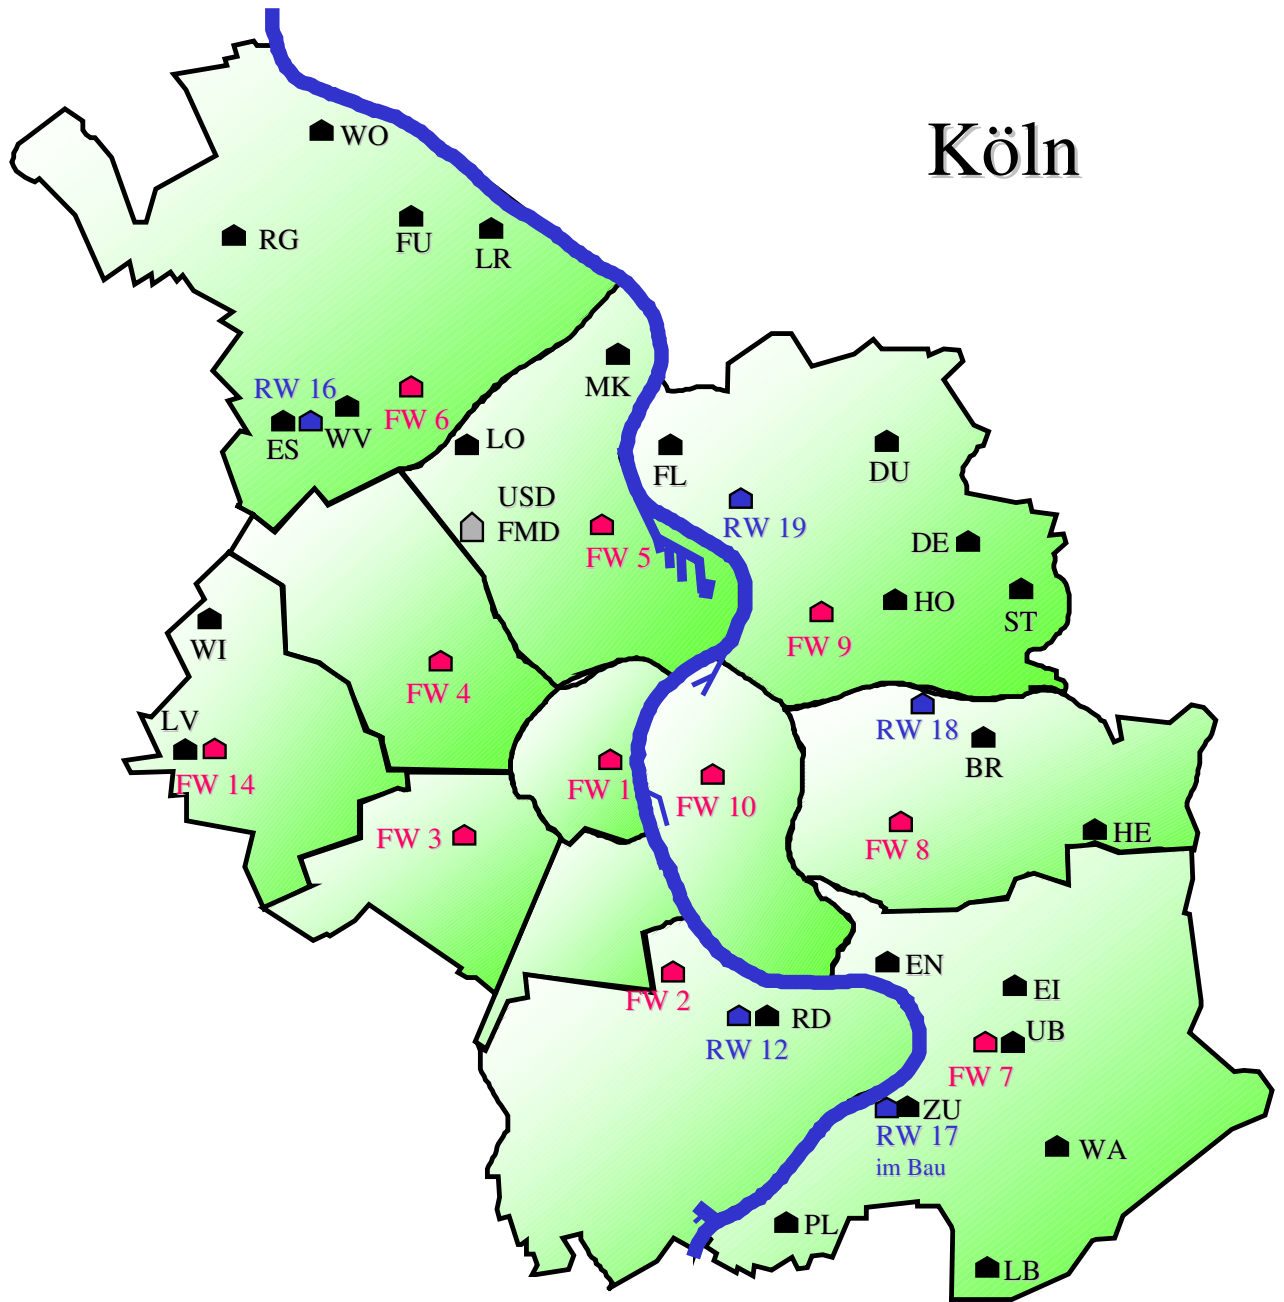 Köln
WO
RG
FU
LR
MK
RW 16
FW 6
ES
WV
LO
FL
DU
USD
FMD
RW 19
FW 5
DE
HO
ST
WI
FW 9
FW 4
LV
RW 18
BR
FW 14
FW 1
FW 10
FW 3
FW 8
HE
EN
EI
FW 2
RD
UB
RW 12
FW 7
ZU
RW 17
im Bau
WA
PL
LB